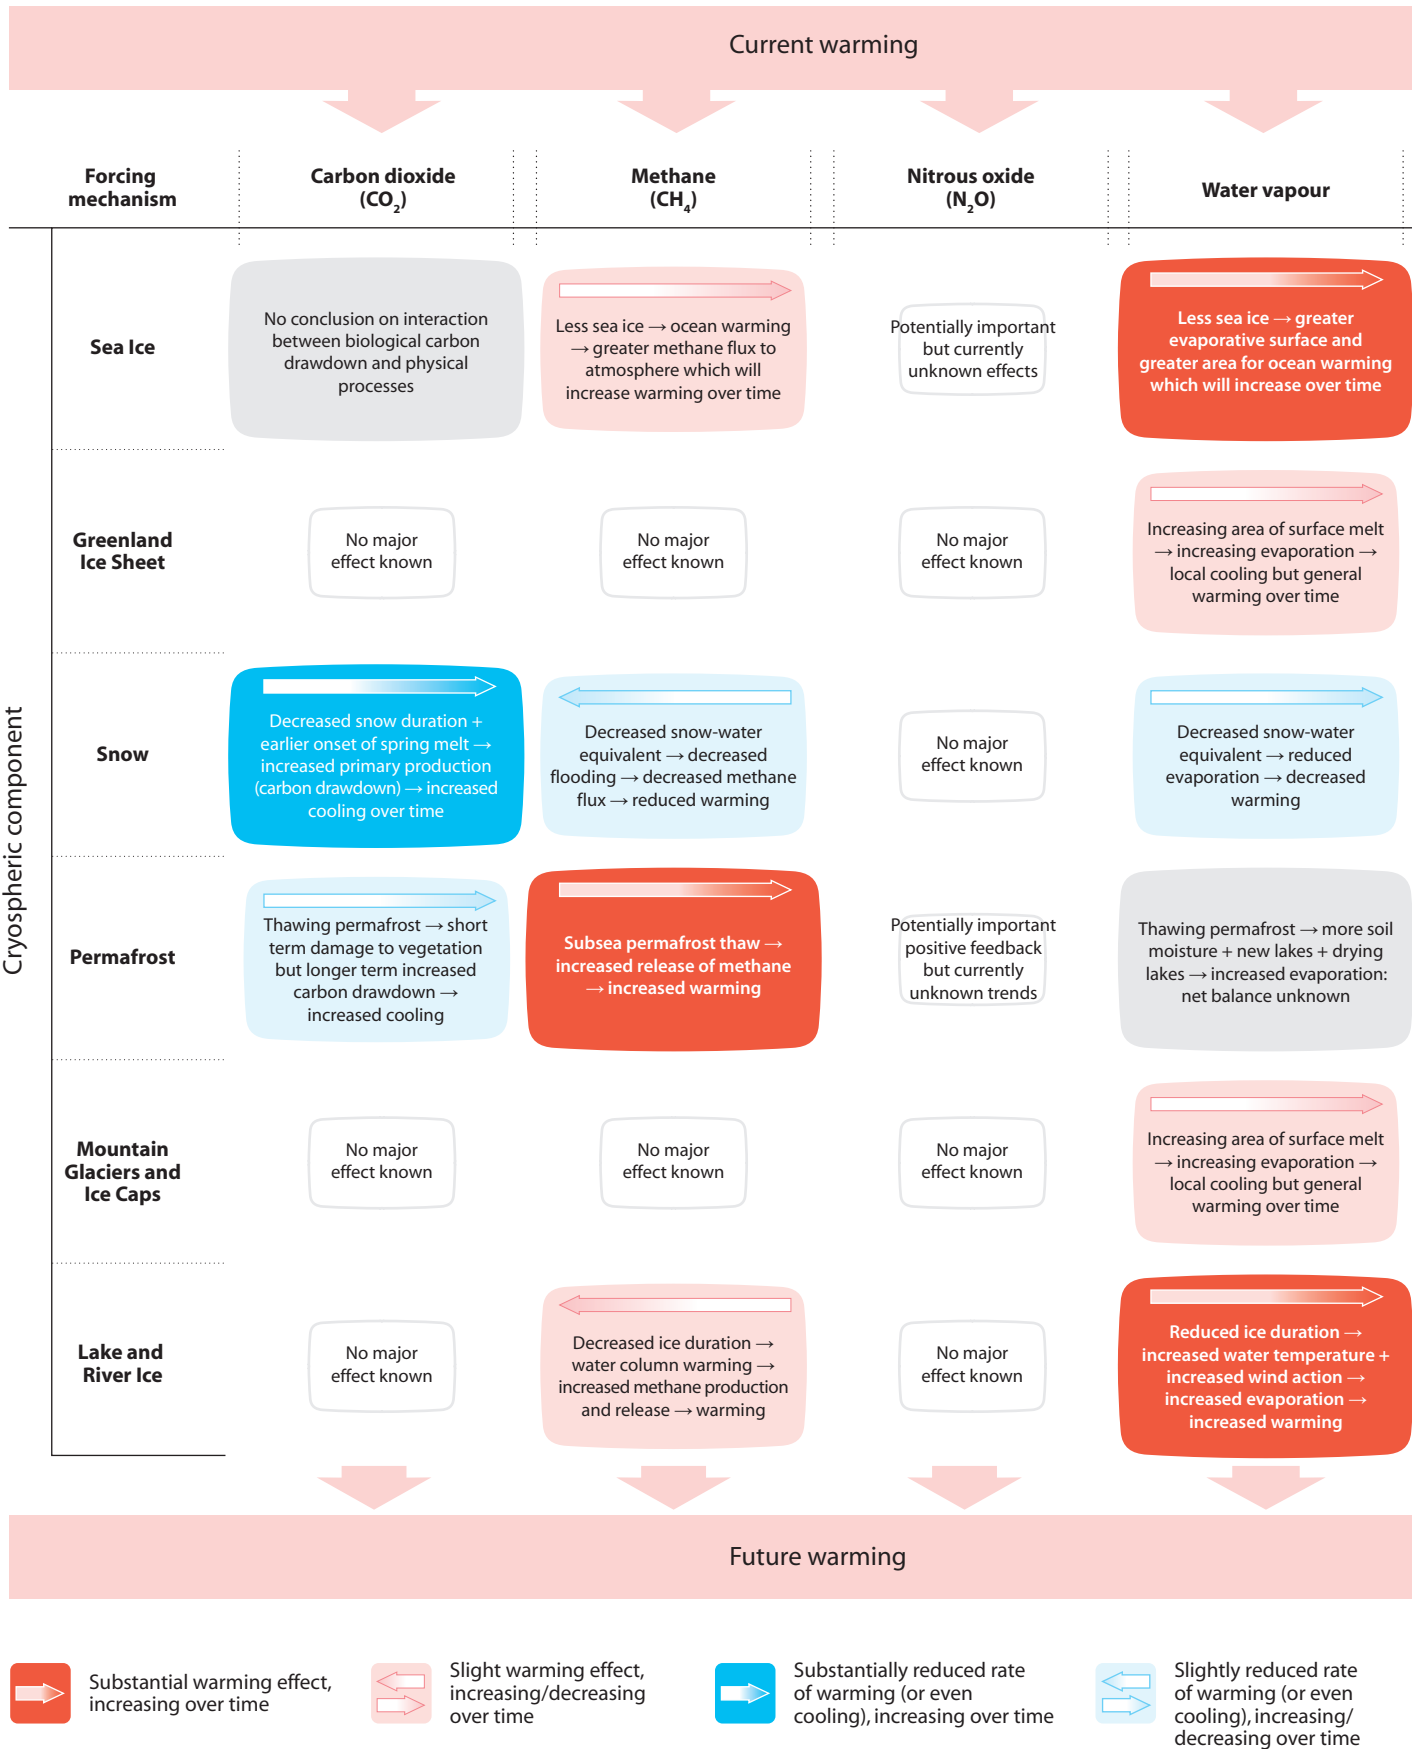 Current warming
Forcing
mechanism
Carbon dioxide
(CO₂)
Methane
(CH₄)
Nitrous oxide
(N₂O)
Water vapour
Cryospheric component
Sea Ice
No conclusion on interaction
between biological carbon
drawdown and physical
processes
Less sea ice → ocean warming
→ greater methane flux to
atmosphere which will
increase warming over time
Potentially important
but currently
unknown effects
Less sea ice → greater
evaporative surface and
greater area for ocean warming
which will increase over time
Greenland
Ice Sheet
No major
effect known
No major
effect known
No major
effect known
Increasing area of surface melt
→ increasing evaporation →
local cooling but general
warming over time
Snow
Decreased snow duration +
earlier onset of spring melt →
increased primary production
(carbon drawdown) → increased
cooling over time
Decreased snow-water
equivalent → decreased
flooding → decreased methane
flux → reduced warming
No major
effect known
Decreased snow-water
equivalent → reduced
evaporation → decreased
warming
Permafrost
Thawing permafrost → short
term damage to vegetation
but longer term increased
carbon drawdown →
increased cooling
Subsea permafrost thaw →
increased release of methane
→ increased warming
Potentially important
positive feedback
but currently
unknown trends
Thawing permafrost → more soil
moisture + new lakes + drying
lakes → increased evaporation:
net balance unknown
Mountain
Glaciers and
Ice Caps
No major
effect known
No major
effect known
No major
effect known
Increasing area of surface melt
→ increasing evaporation →
local cooling but general
warming over time
Lake and
River Ice
No major
effect known
Decreased ice duration →
water column warming →
increased methane production
and release → warming
No major
effect known
Reduced ice duration →
increased water temperature +
increased wind action →
increased evaporation →
increased warming
Future warming
Substantial warming effect,
increasing over time
Slight warming effect,
increasing/decreasing
over time
Substantially reduced rate
of warming (or even
cooling), increasing over time
Slightly reduced rate
of warming (or even
cooling), increasing/
decreasing over time